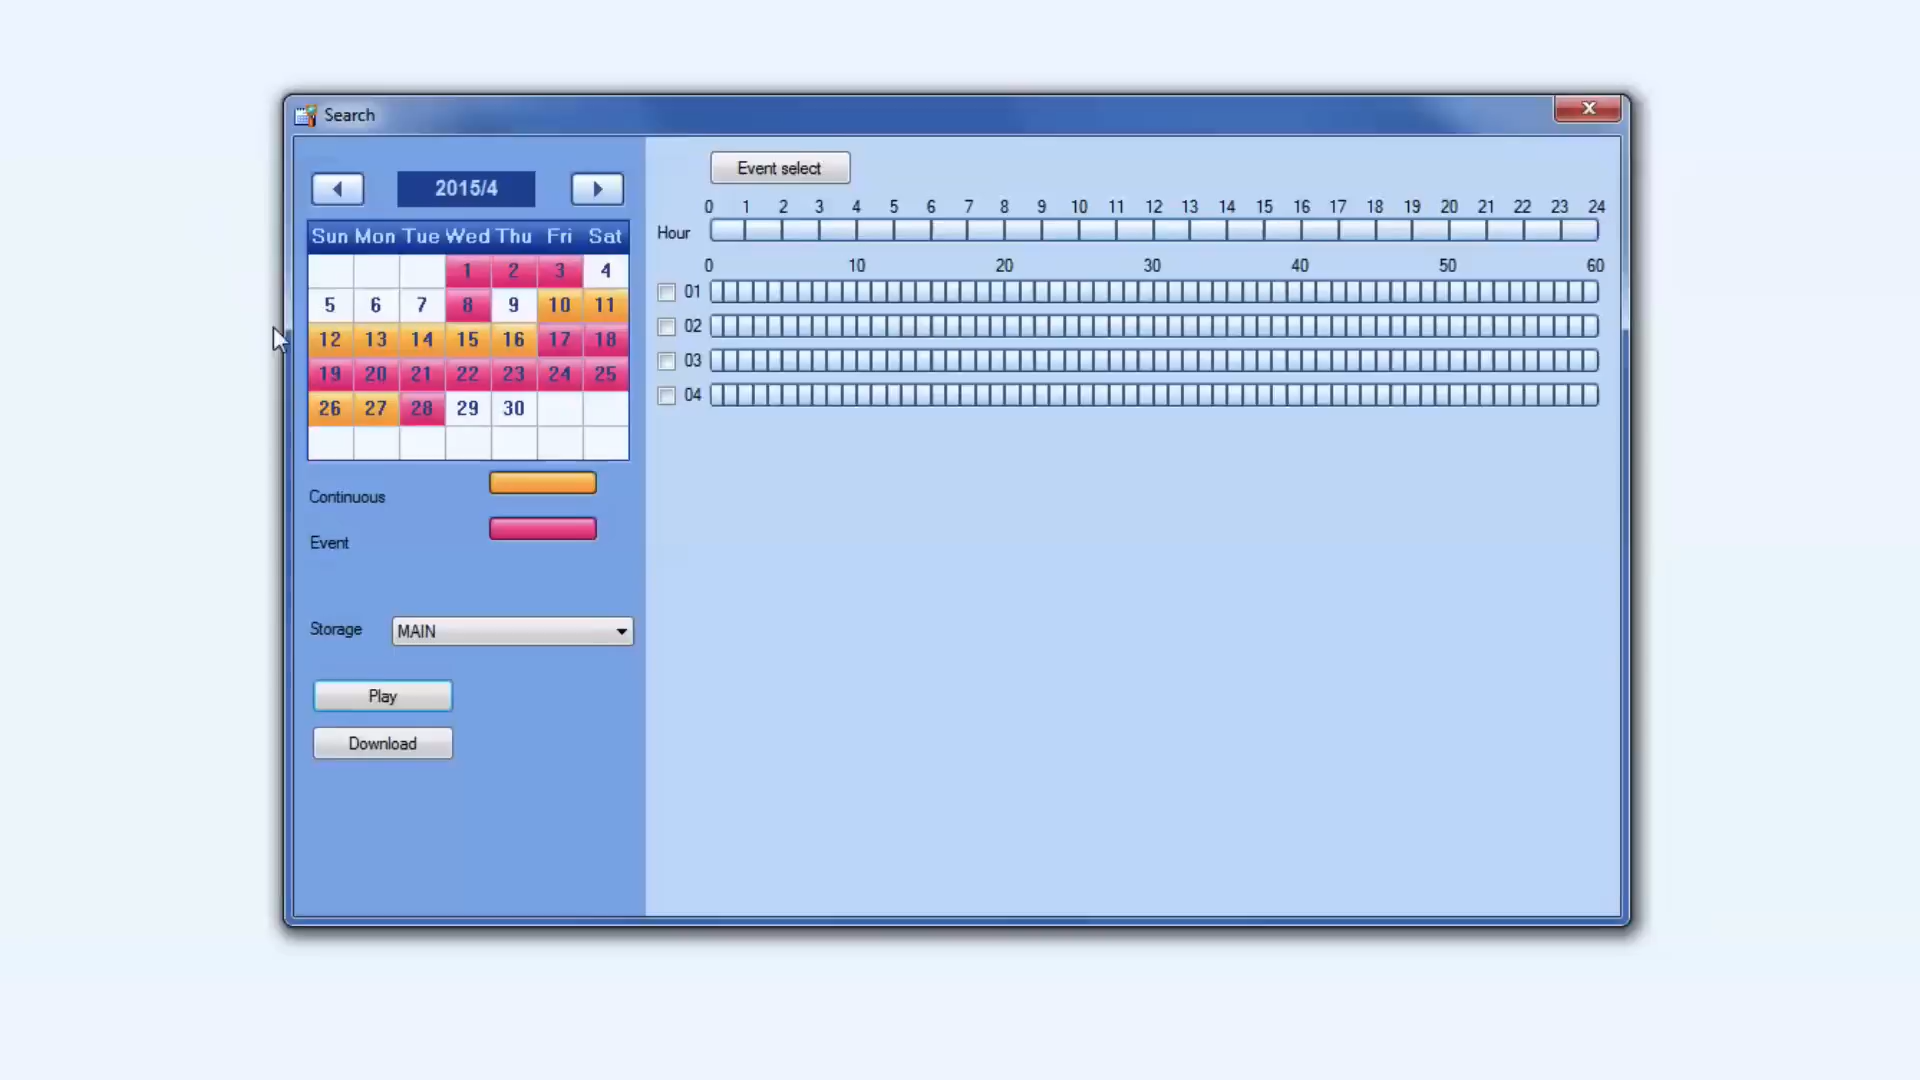 Search
2015/4
Sun Mon Tue Wed Thu Fri Sat
1 2 3 4
5 6 7 8 9 10 11
12 13 14 15 16 17 18
19 20 21 22 23 24 25
26 27 28 29 30
Continuous
Event
Storage MAIN
Play
Download
Event select
0 1 2 3 4 5 6 7 8 9 10 11 12 13 14 15 16 17 18 19 20 21 22 23 24
Hour
0 10 20 30 40 50 60
01
02
03
04